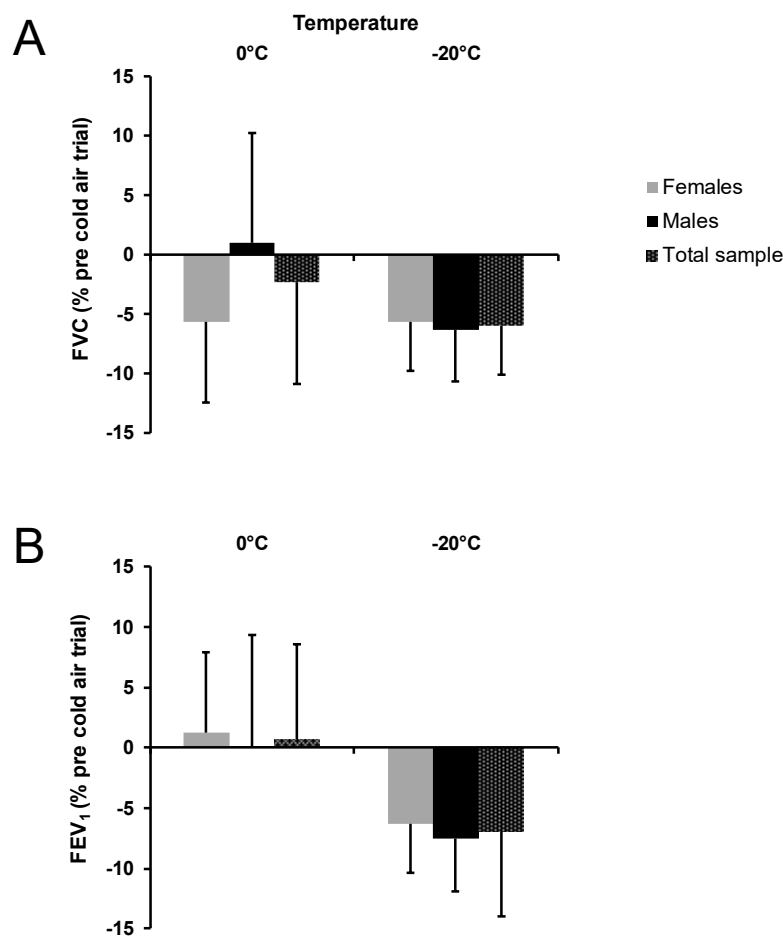 A
Temperature
0°C -20°C
15
10
5
0
-5
-10
-15
FVC (% pre cold air trial)
Females
Males
Total sample
B
0°C -20°C
15
10
5
0
-5
-10
-15
FEV₁ (% pre cold air trial)